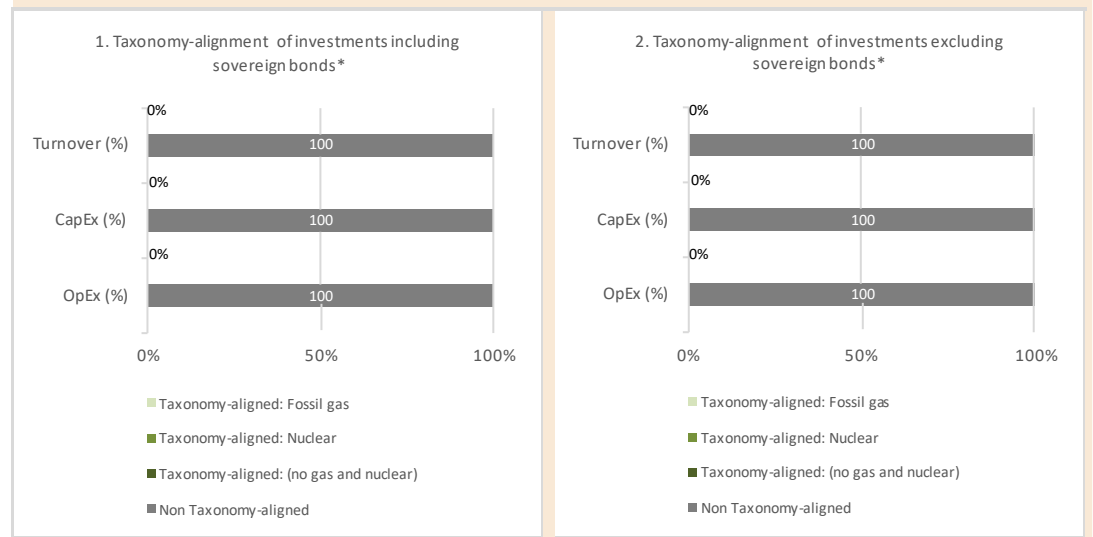 1. Taxonomy-alignment of investments including
sovereign bonds*
0%
Turnover (%)
100
0%
CapEx (%)
100
0%
OpEx (%)
100
0%
50%
100%
Taxonomy-aligned: Fossil gas
Taxonomy-aligned: Nuclear
Taxonomy-aligned: (no gas and nuclear)
Non Taxonomy-aligned
2. Taxonomy-alignment of investments excluding
sovereign bonds*
0%
Turnover (%)
100
0%
CapEx (%)
100
0%
OpEx (%)
100
0%
50%
100%
Taxonomy-aligned: Fossil gas
Taxonomy-aligned: Nuclear
Taxonomy-aligned: (no gas and nuclear)
Non Taxonomy-aligned